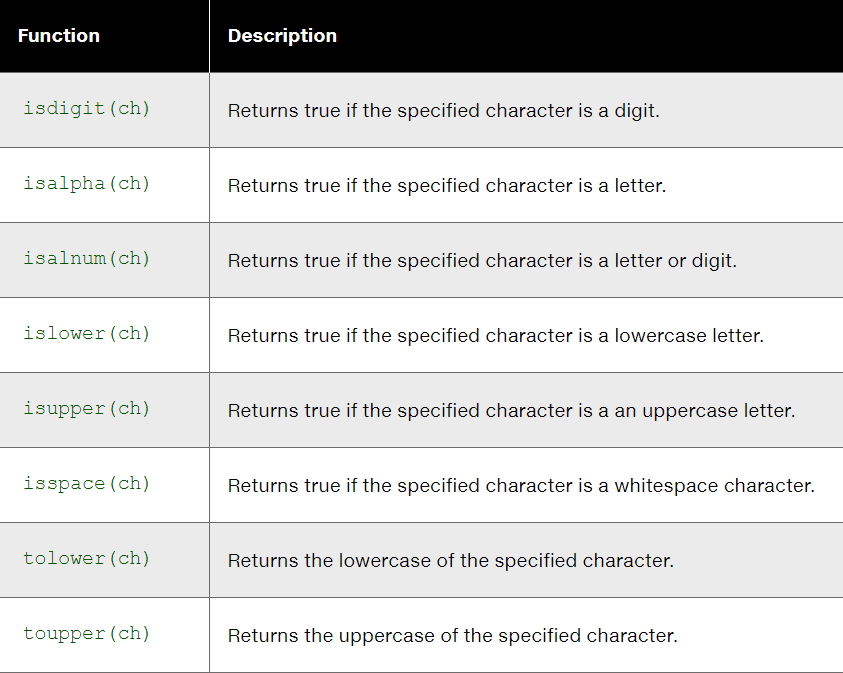 Function Description
isdigit(ch) Returns true if the specified character is a digit.
isalpha(ch) Returns true if the specified character is a letter.
isalnum(ch) Returns true if the specified character is a letter or digit.
islower(ch) Returns true if the specified character is a lowercase letter.
isupper(ch) Returns true if the specified character is a an uppercase letter.
isspace(ch) Returns true if the specified character is a whitespace character.
tolower(ch) Returns the lowercase of the specified character.
toupper(ch) Returns the uppercase of the specified character.